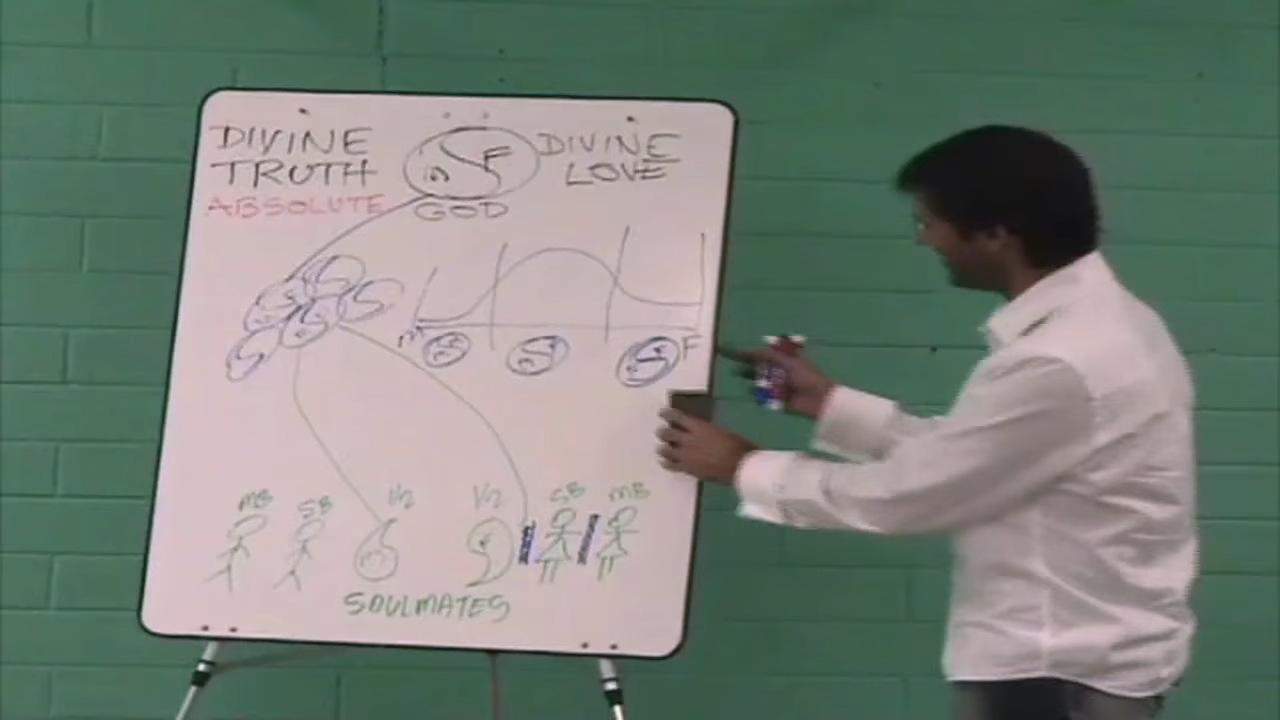 DIVINE TRUTH
ABSOLUTE
m F
GOD
DIVINE LOVE
M F
MB SB 1/2 1/2 SB MB
SOULMATES